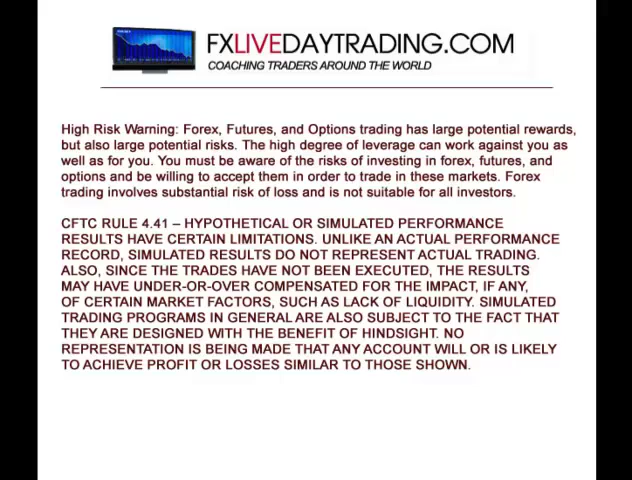 FXLIVEDAYTRADING.COM
COACHING TRADERS AROUND THE WORLD
High Risk Warning: Forex, Futures, and Options trading has large potential rewards,
but also large potential risks. The high degree of leverage can work against you as
well as for you. You must be aware of the risks of investing in forex, futures, and
options and be willing to accept them in order to trade in these markets. Forex
trading involves substantial risk of loss and is not suitable for all investors.
CFTC RULE 4.41 – HYPOTHETICAL OR SIMULATED PERFORMANCE
RESULTS HAVE CERTAIN LIMITATIONS. UNLIKE AN ACTUAL PERFORMANCE
RECORD, SIMULATED RESULTS DO NOT REPRESENT ACTUAL TRADING.
ALSO, SINCE THE TRADES HAVE NOT BEEN EXECUTED, THE RESULTS
MAY HAVE UNDER-OR-OVER COMPENSATED FOR THE IMPACT, IF ANY,
OF CERTAIN MARKET FACTORS, SUCH AS LACK OF LIQUIDITY. SIMULATED
TRADING PROGRAMS IN GENERAL ARE ALSO SUBJECT TO THE FACT THAT
THEY ARE DESIGNED WITH THE BENEFIT OF HINDSIGHT. NO
REPRESENTATION IS BEING MADE THAT ANY ACCOUNT WILL OR IS LIKELY
TO ACHIEVE PROFIT OR LOSSES SIMILAR TO THOSE SHOWN.